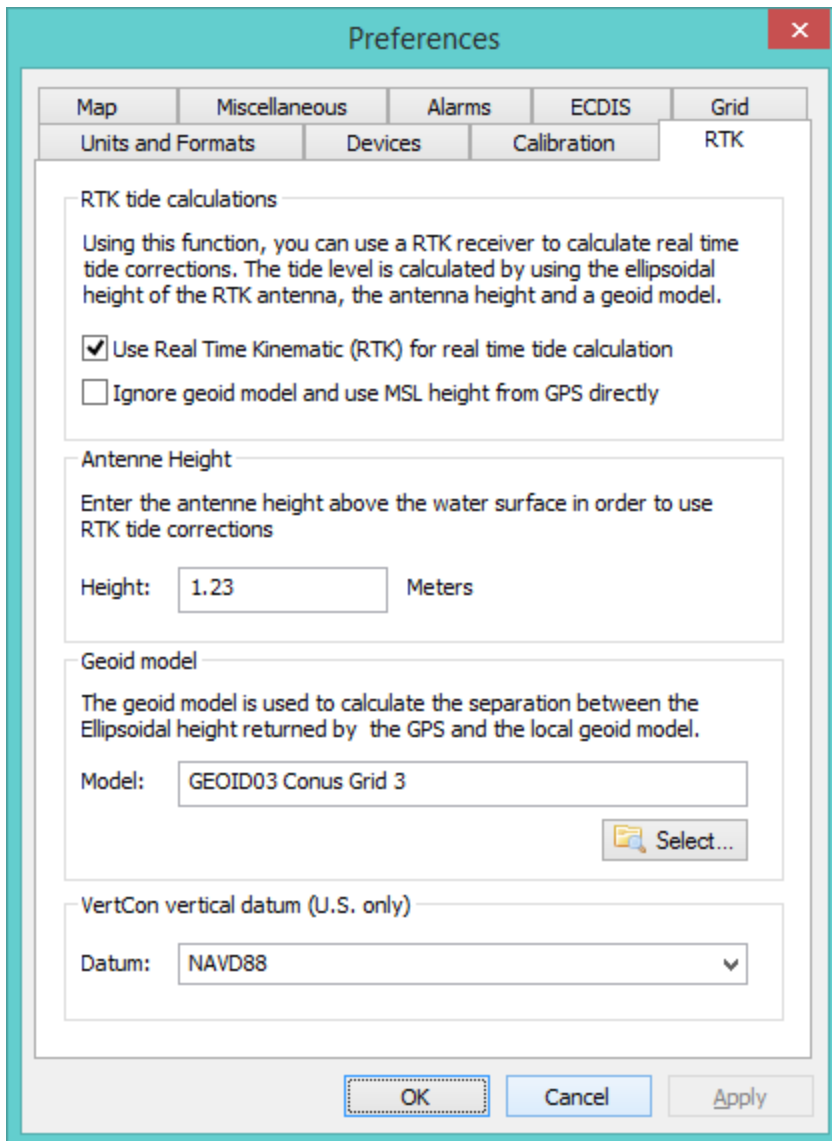 Preferences
Map Miscellaneous Alarms ECDIS Grid
Units and Formats Devices Calibration RTK
RTK tide calculations
Using this function, you can use a RTK receiver to calculate real time
tide corrections. The tide level is calculated by using the ellipsoidal
height of the RTK antenna, the antenna height and a geoid model.
Use Real Time Kinematic (RTK) for real time tide calculation
Ignore geoid model and use MSL height from GPS directly
Antenne Height
Enter the antenne height above the water surface in order to use
RTK tide corrections
Height: 1.23 Meters
Geoid model
The geoid model is used to calculate the separation between the
Ellipsoidal height returned by the GPS and the local geoid model.
Model: GEOID03 Conus Grid 3
Select...
VertCon vertical datum (U.S. only)
Datum: NAVD88
OK Cancel Apply